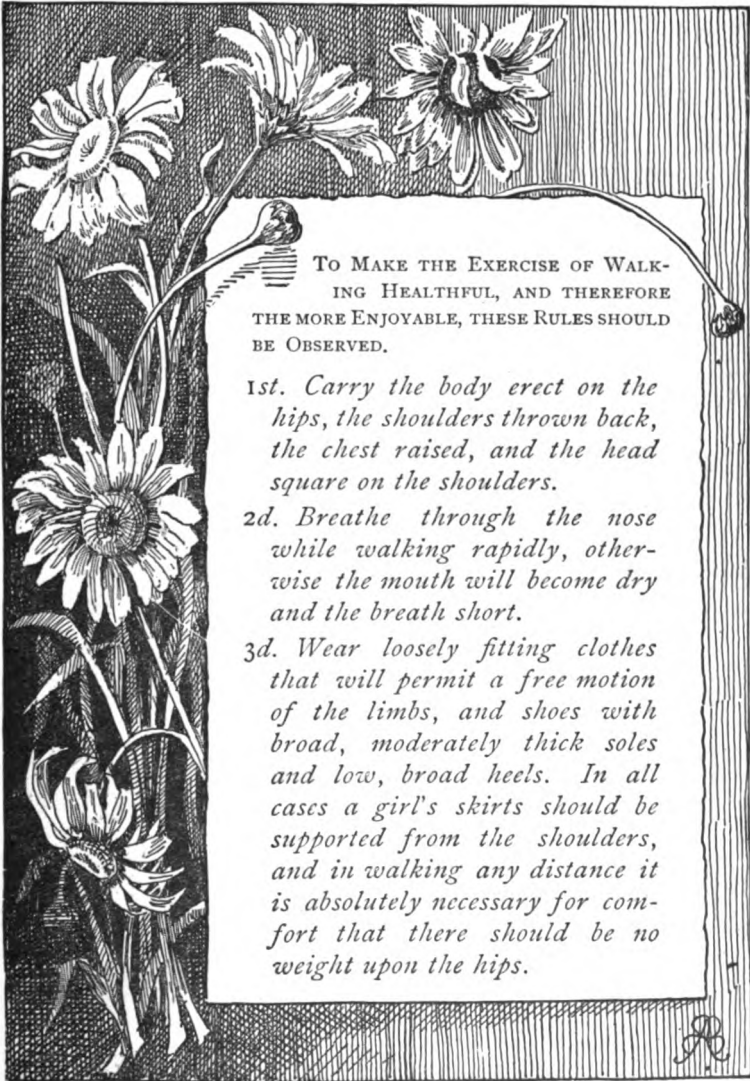 To Make the Exercise of Walk-
ing Healthful, and therefore
the more Enjoyable, these Rules should
be Observed.
1st. Carry the body erect on the
hips, the shoulders thrown back,
the chest raised, and the head
square on the shoulders.
2d. Breathe through the nose
while walking rapidly, other-
wise the mouth will become dry
and the breath short.
3d. Wear loosely fitting clothes
that will permit a free motion
of the limbs, and shoes with
broad, moderately thick soles
and low, broad heels. In all
cases a girl's skirts should be
supported from the shoulders,
and in walking any distance it
is absolutely necessary for com-
fort that there should be no
weight upon the hips.